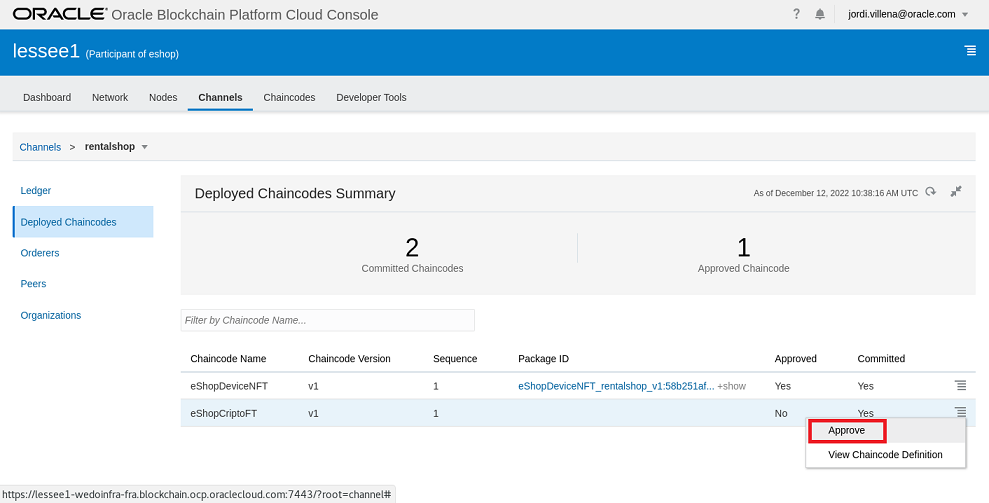 ORACLE® Oracle Blockchain Platform Cloud Console ? jordi.villena@oracle.com
lessee1 (Participant of eshop)
Dashboard Network Nodes Channels Chaincodes Developer Tools
Channels > rentalshop
Ledger
Deployed Chaincodes
Orderers
Peers
Organizations
Deployed Chaincodes Summary As of December 12, 2022 10:38:16 AM UTC
2 1
Committed Chaincodes Approved Chaincode
Filter by Chaincode Name...
Chaincode Name Chaincode Version Sequence Package ID Approved Committed
eShopDeviceNFT v1 1 eShopDeviceNFT_rentalshop_v1:58b251af... +show Yes Yes
eShopCriptoFT v1 1 No Yes
Approve
View Chaincode Definition
https://lessee1-wedoinfra-fra.blockchain.ocp.oraclecloud.com:7443/?root=channel#